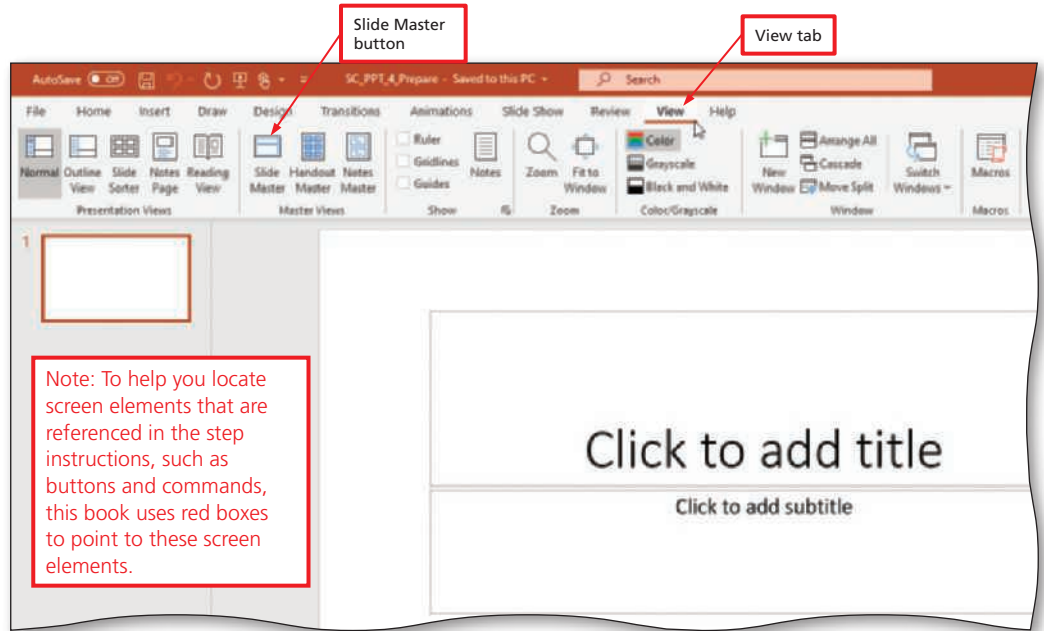 Slide Master
button
View tab
AutoSave Off SC_PPT_4_Prepare - Saved to this PC Search
File Home Insert Draw Design Transitions Animations Slide Show Review View Help
Normal Outline View Slide Sorter Notes Page Reading View
Slide Master Handout Master Notes Master
Ruler
Gridlines
Guides
Notes
Zoom Fit to Window
Color
Grayscale
Black and White
New Window
Arrange All
Cascade
Move Split
Switch Windows
Macros
Presentation Views Master Views Show Zoom Color/Grayscale Window Macros
1
Note: To help you locate
screen elements that are
referenced in the step
instructions, such as
buttons and commands,
this book uses red boxes
to point to these screen
elements.
Click to add title
Click to add subtitle